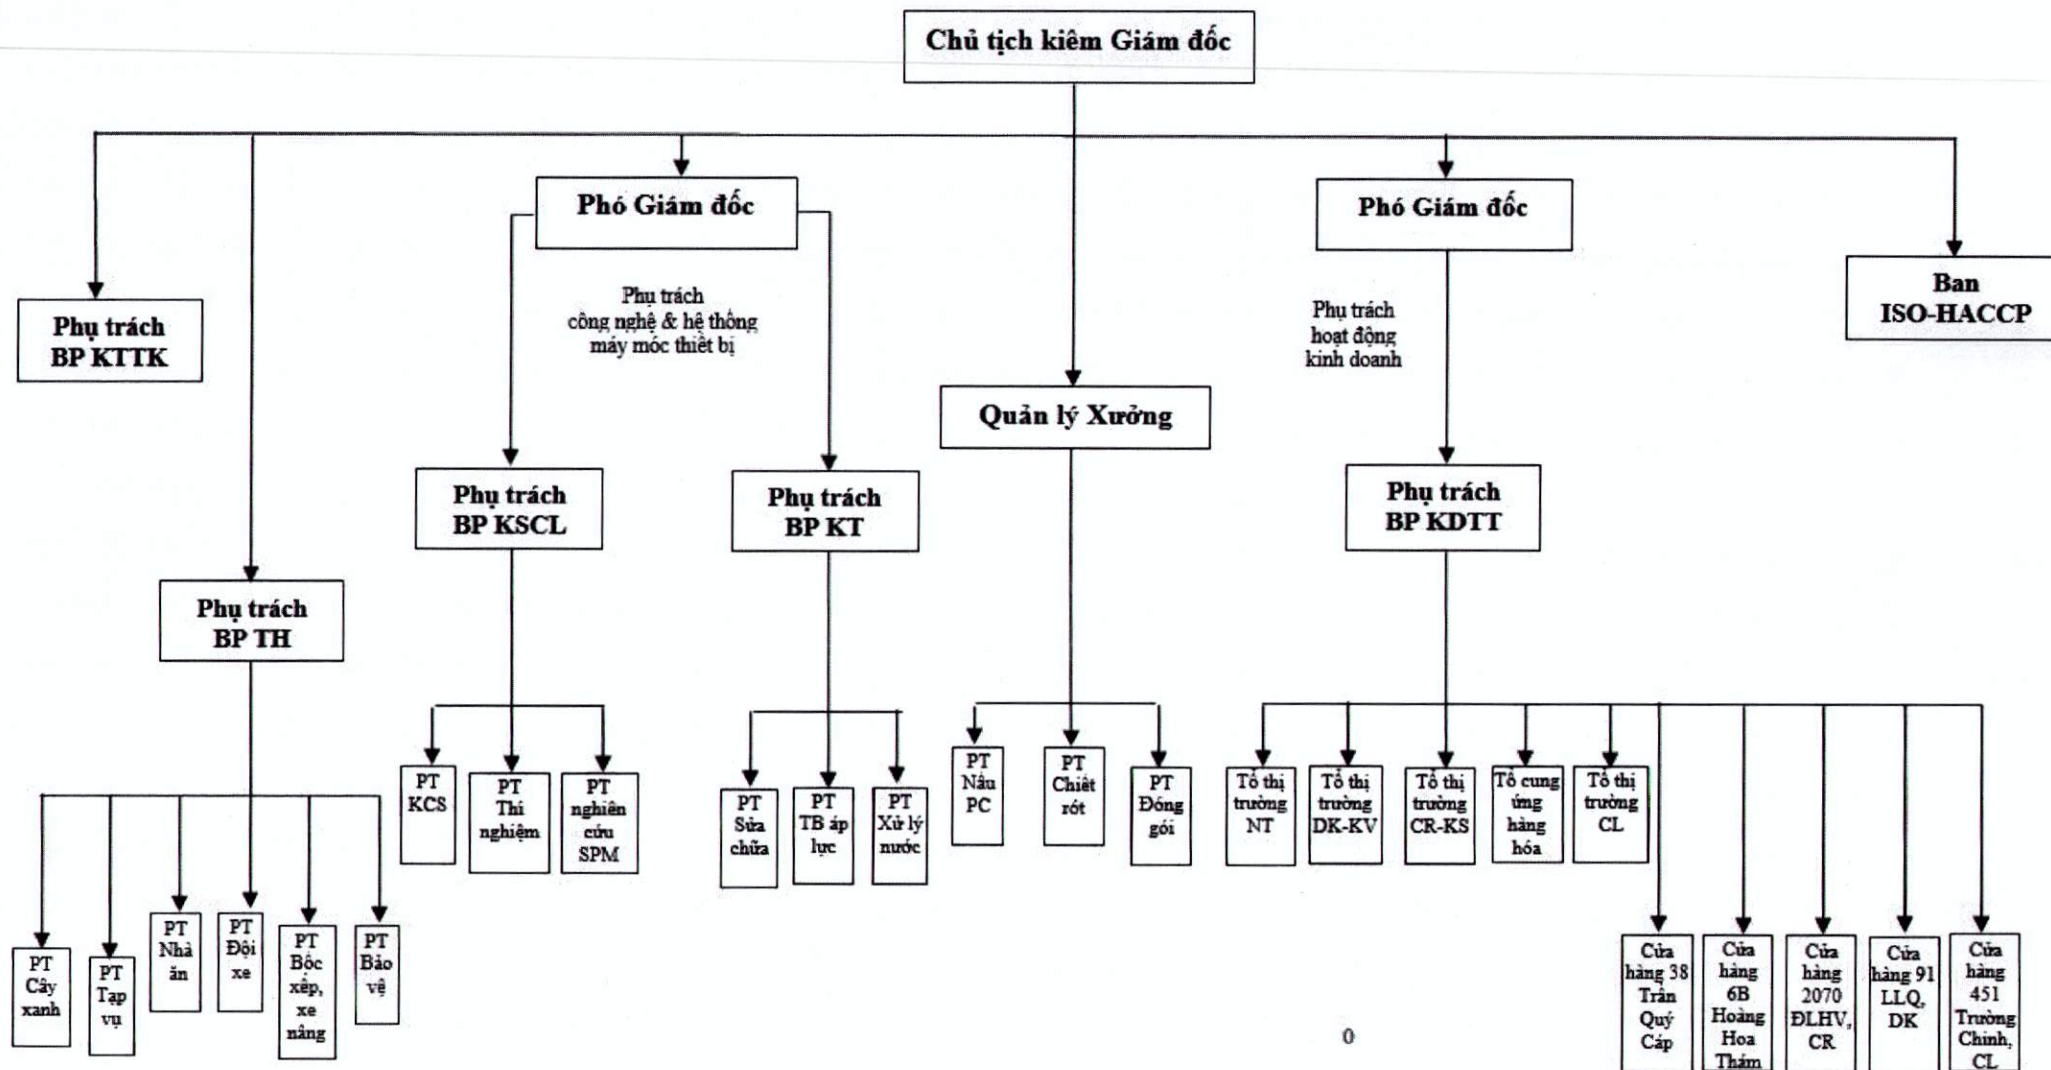 Chủ tịch kiêm Giám đốc
Phó Giám đốc
Phó Giám đốc
Phụ trách
công nghệ & hệ thống
máy móc thiết bị
Phụ trách
hoạt động
kinh doanh
Ban
ISO-HACCP
Phụ trách
BP KTTK
Quản lý Xưởng
Phụ trách
BP KSCL
Phụ trách
BP KT
Phụ trách
BP KDTT
Phụ trách
BP TH
PT
KCS
PT
Thí
nghiệm
PT
nghiên
cứu
SPM
PT
Sửa
chữa
PT
TB áp
lực
PT
Xử lý
nước
PT
Nấu
PC
PT
Chiết
rót
PT
Đóng
gói
Tổ thị
trường
NT
Tổ thị
trường
DK-KV
Tổ thị
trường
CR-KS
Tổ cung
ứng
hàng
hóa
Tổ thị
trường
CL
PT
Cây
xanh
PT
Tạp
vụ
PT
Nhà
ăn
PT
Đội
xe
PT
Bốc
xếp,
xe
nâng
PT
Bảo
vệ
Cửa
hàng 38
Trần
Quý
Cáp
Cửa
hàng
6B
Hoàng
Hoa
Thám
Cửa
hàng
2070
ĐLHV,
CR
Cửa
hàng 91
LLQ,
DK
Cửa
hàng
451
Trường
Chinh,
CL
0